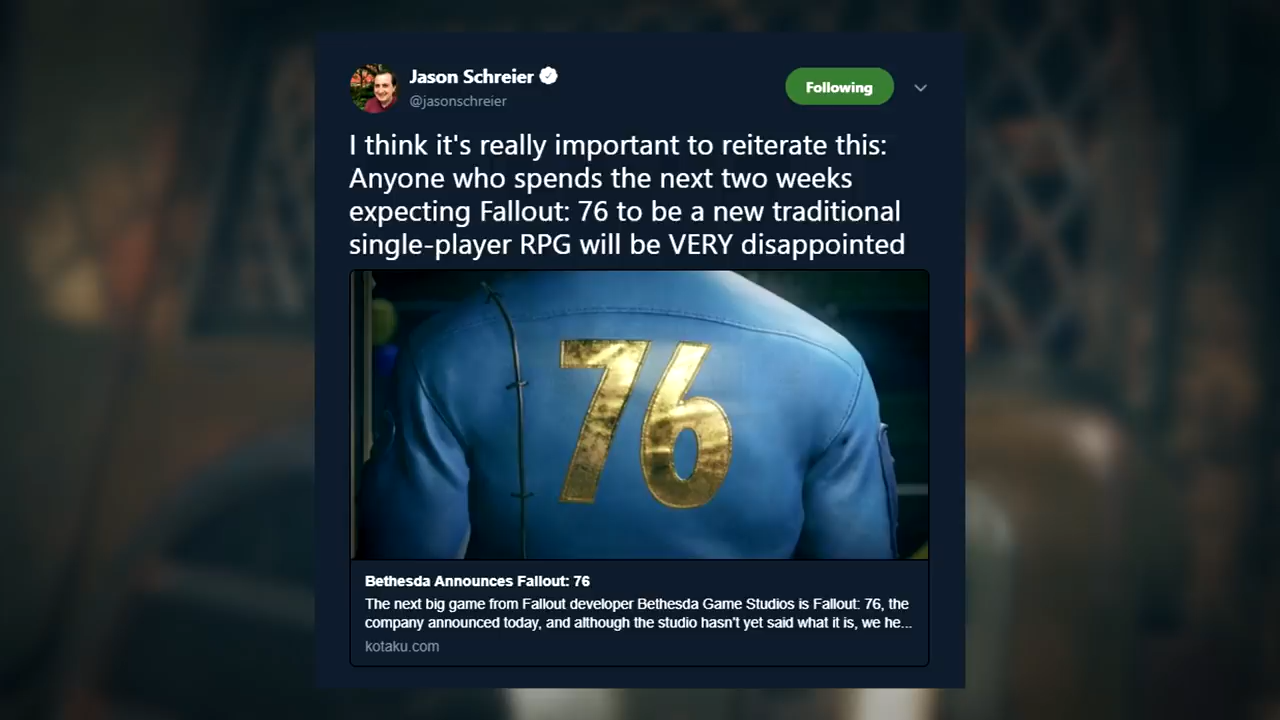 Jason Schreier
@jasonschreier
Following
I think it's really important to reiterate this:
Anyone who spends the next two weeks
expecting Fallout: 76 to be a new traditional
single-player RPG will be VERY disappointed
76
Bethesda Announces Fallout: 76
The next big game from Fallout developer Bethesda Game Studios is Fallout: 76, the
company announced today, and although the studio hasn't yet said what it is, we he...
kotaku.com